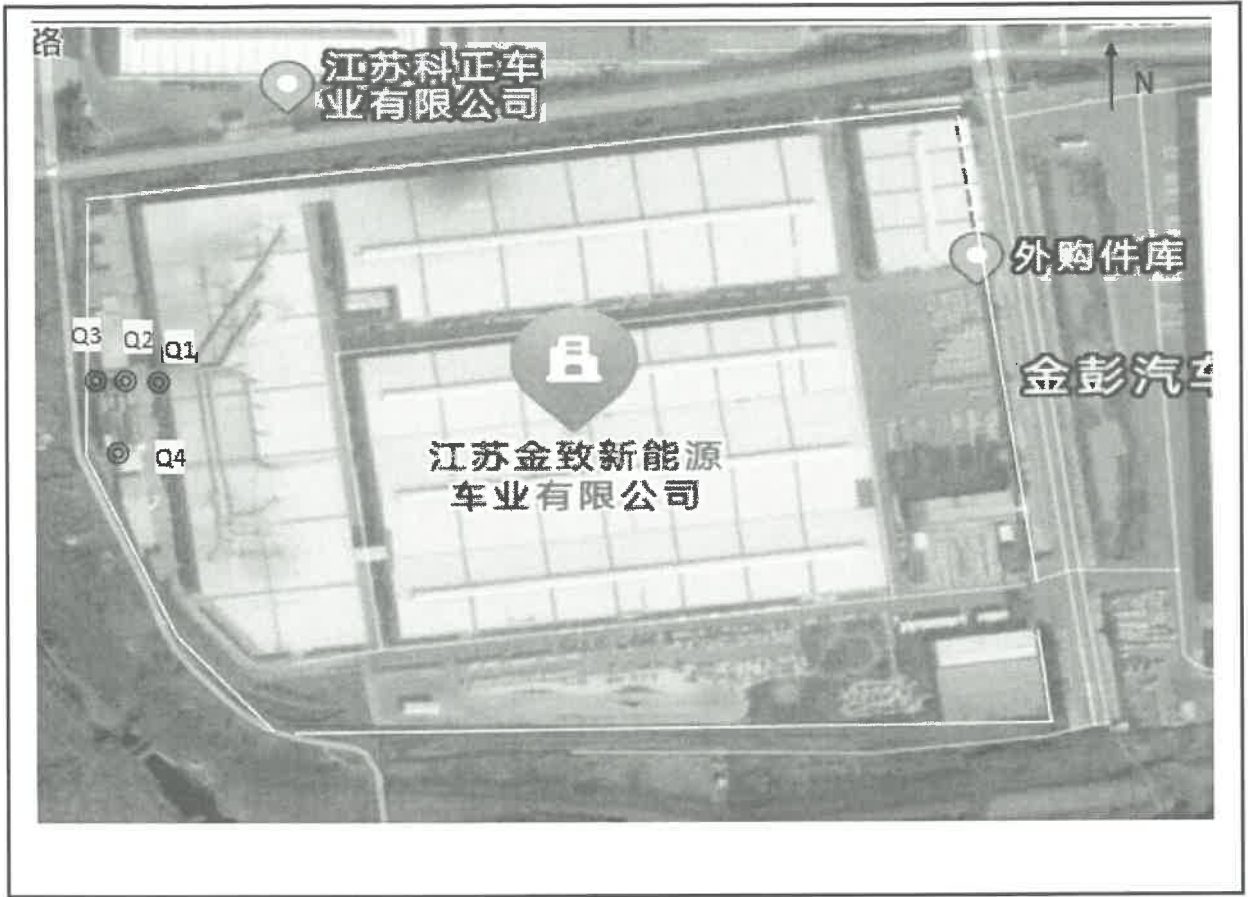 路
江苏科正车
业有限公司
N
外购件库
Q3
Q2
Q1
金彭汽车
Q4
江苏金致新能源
车业有限公司